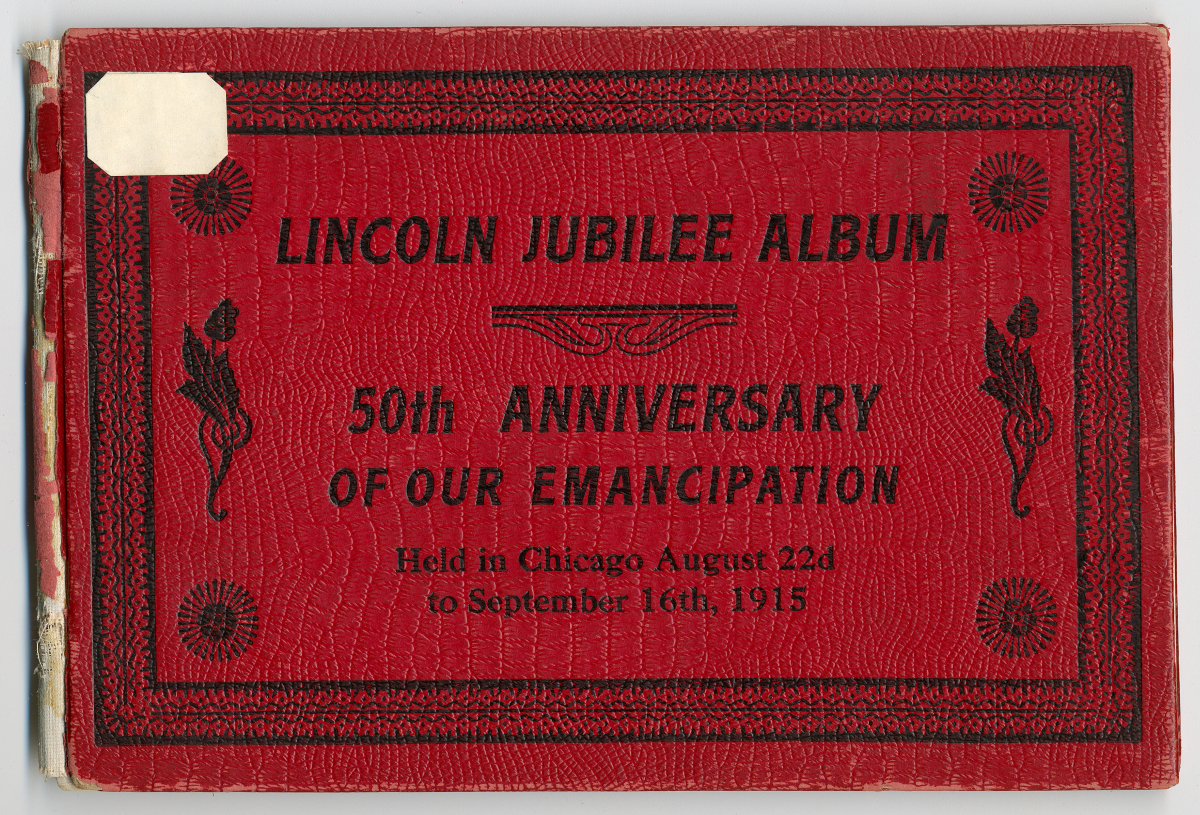 LINCOLN JUBILEE ALBUM
50th ANNIVERSARY
OF OUR EMANCIPATION
Held in Chicago August 22d
to September 16th, 1915